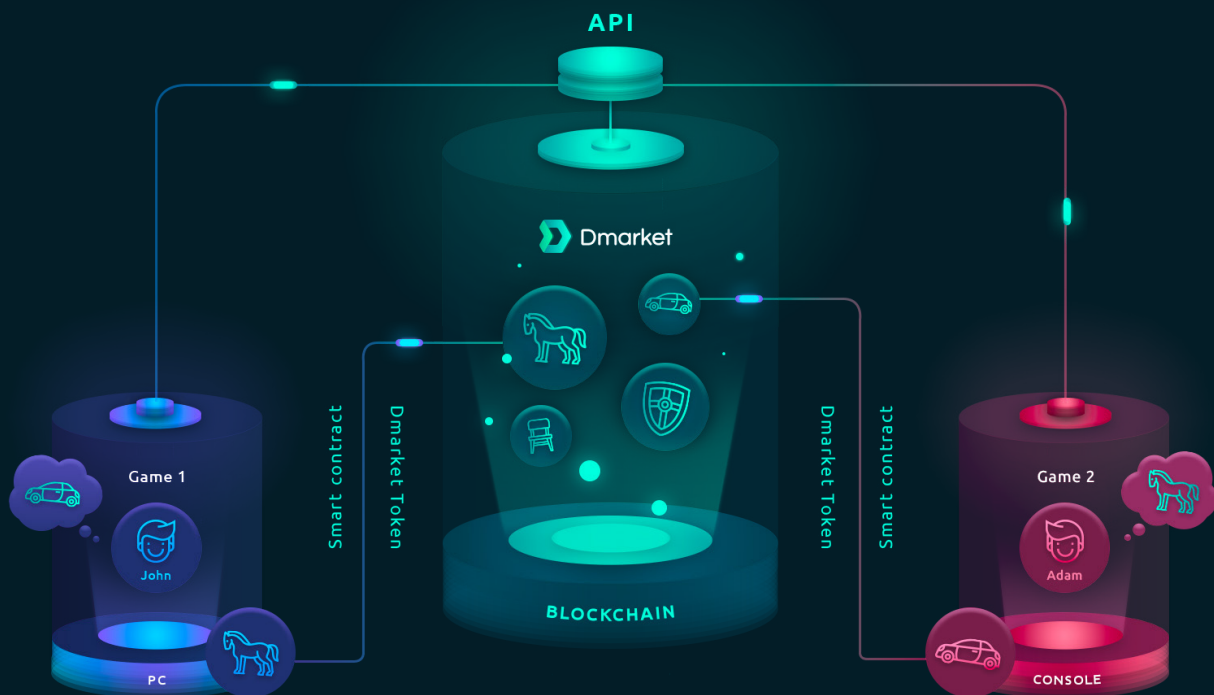 API
Dmarket
Smart contract
Dmarket Token
Dmarket Token
Smart contract
Game 1
John
PC
Game 2
Adam
CONSOLE
BLOCKCHAIN